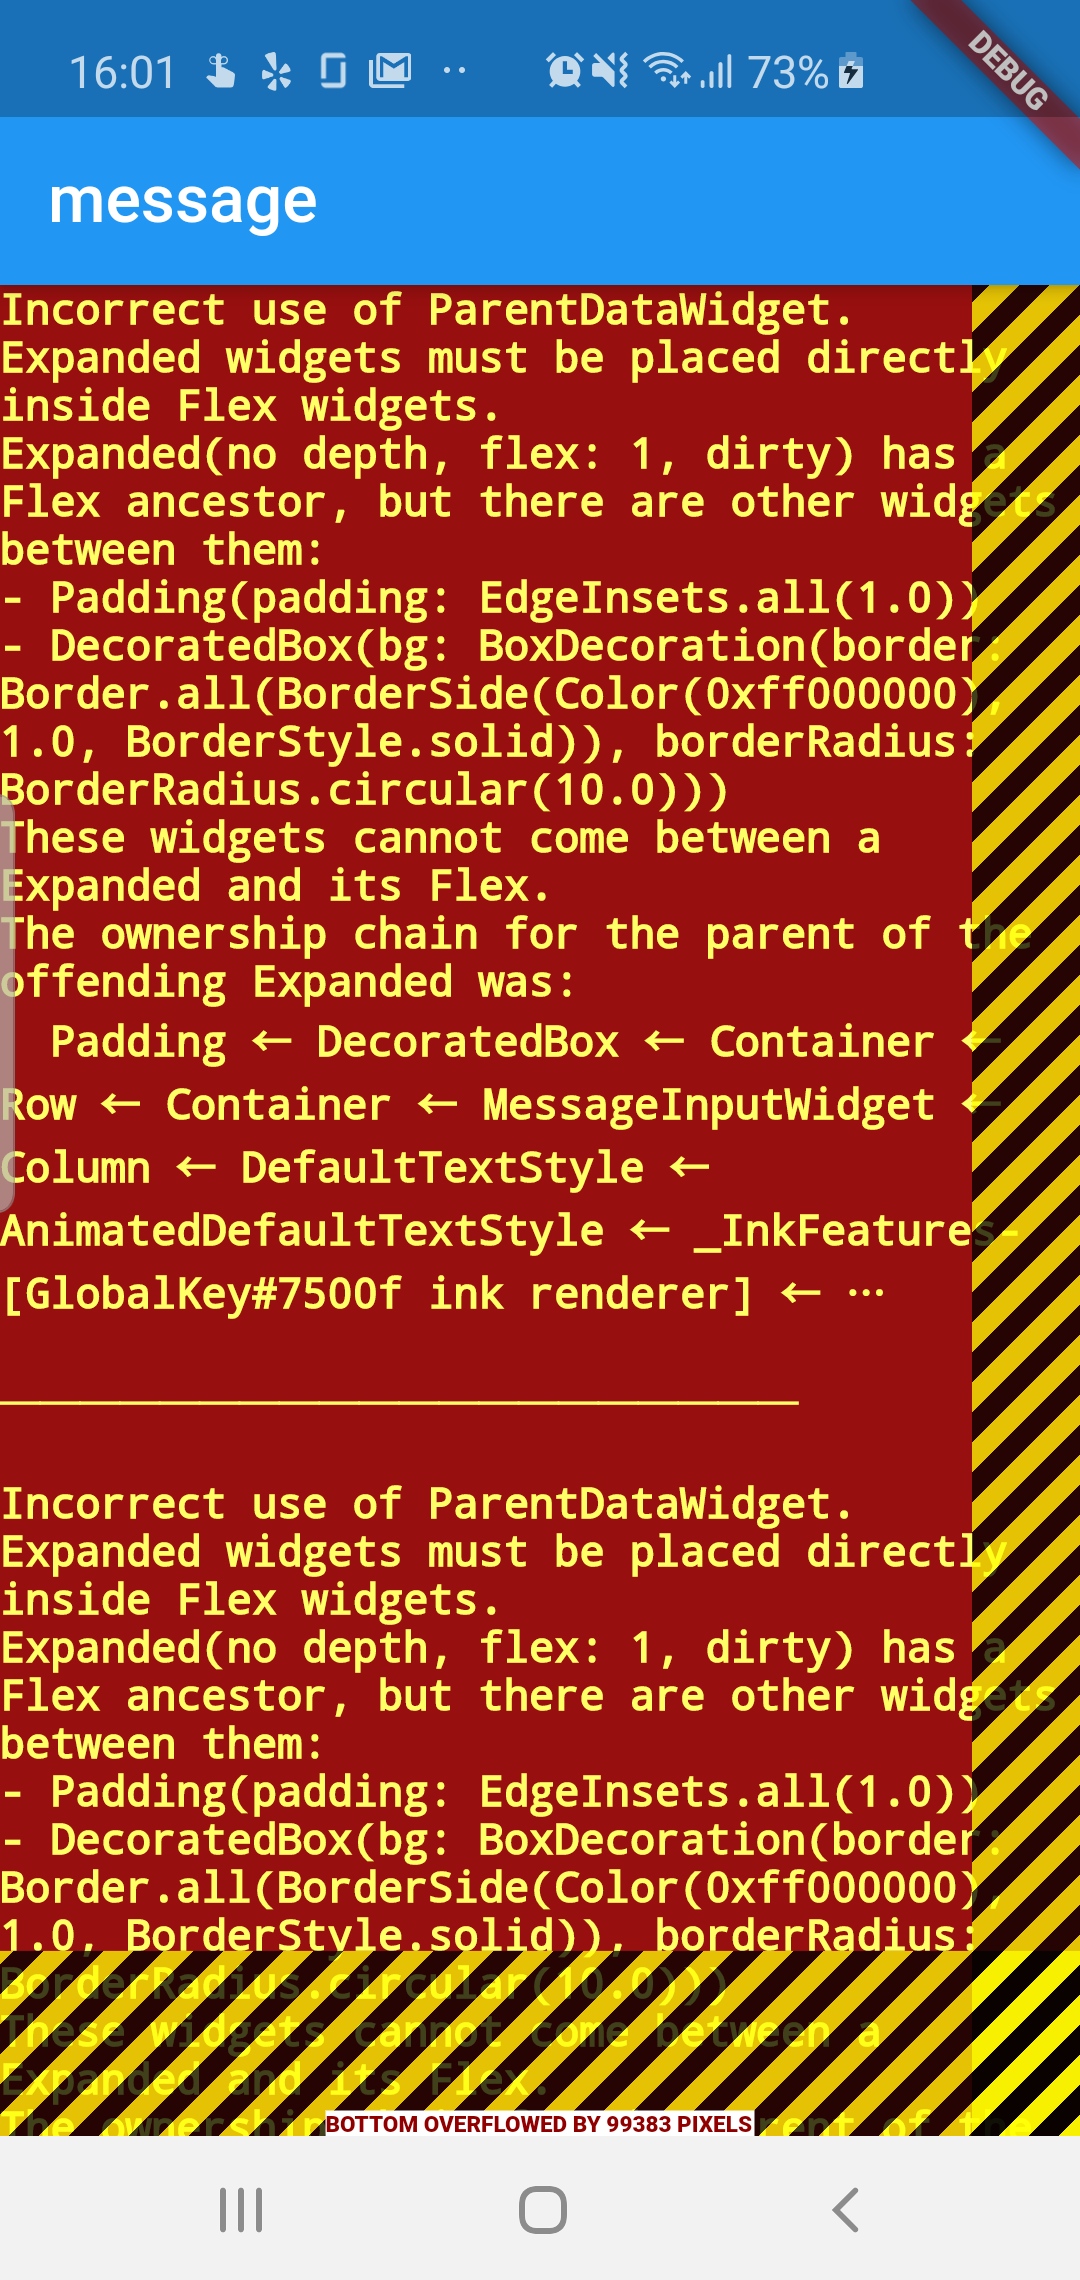 16:01
73%
DEBUG
message
Incorrect use of ParentDataWidget.
Expanded widgets must be placed directly
inside Flex widgets.
Expanded(no depth, flex: 1, dirty) has a
Flex ancestor, but there are other widgets
between them:
- Padding(padding: EdgeInsets.all(1.0))
- DecoratedBox(bg: BoxDecoration(border:
Border.all(BorderSide(Color(0xff000000),
1.0, BorderStyle.solid)), borderRadius:
BorderRadius.circular(10.0)))
These widgets cannot come between a
Expanded and its Flex.
The ownership chain for the parent of the
offending Expanded was:
Padding ← DecoratedBox ← Container ←
Row ← Container ← MessageInputWidget ←
Column ← DefaultTextStyle ←
AnimatedDefaultTextStyle ← _InkFeatures-
[GlobalKey#7500f ink renderer] ← ⋯
Incorrect use of ParentDataWidget.
Expanded widgets must be placed directly
inside Flex widgets.
Expanded(no depth, flex: 1, dirty) has a
Flex ancestor, but there are other widgets
between them:
- Padding(padding: EdgeInsets.all(1.0))
- DecoratedBox(bg: BoxDecoration(border:
Border.all(BorderSide(Color(0xff000000),
1.0, BorderStyle.solid)), borderRadius:
BorderRadius.circular(10.0)))
These widgets cannot come between a
Expanded and its Flex.
The ownership of the
BOTTOM OVERFLOWED BY 99383 PIXELS